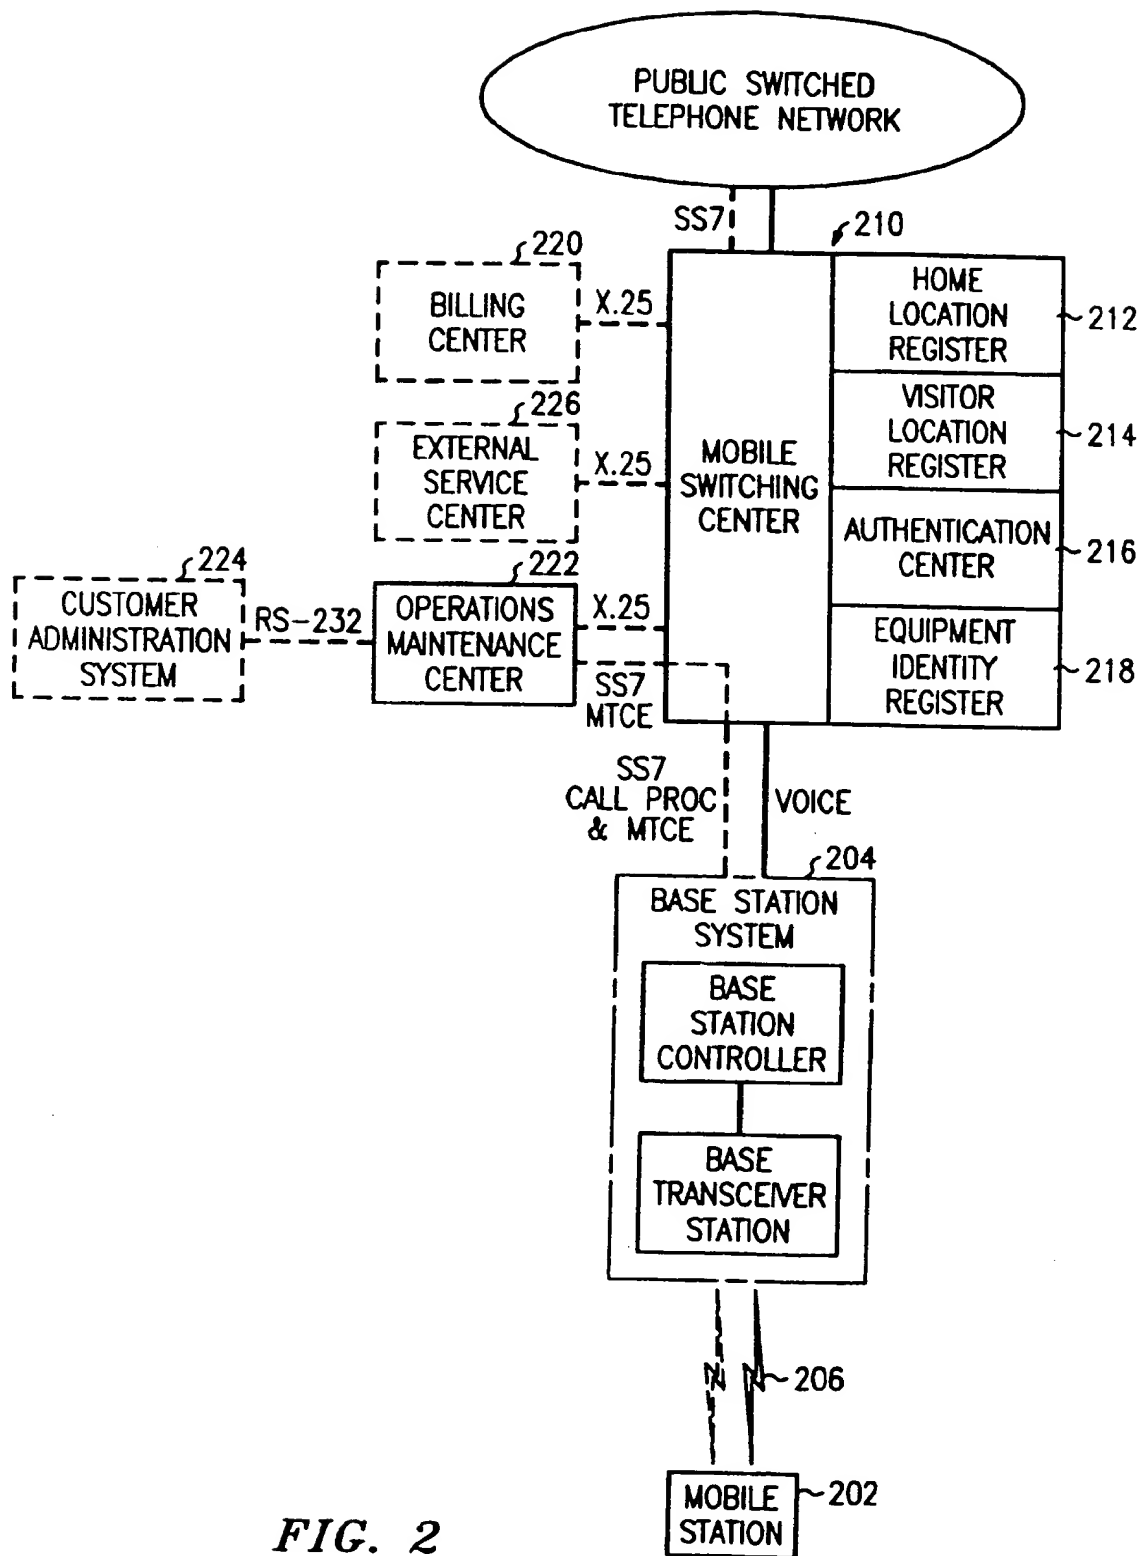 PUBLIC SWITCHED
TELEPHONE NETWORK
SS7
210
220
BILLING
CENTER
X.25
HOME
LOCATION
REGISTER
212
226
EXTERNAL
SERVICE
CENTER
X.25
MOBILE
SWITCHING
CENTER
VISITOR
LOCATION
REGISTER
214
AUTHENTICATION
CENTER
216
224
CUSTOMER
ADMINISTRATION
SYSTEM
RS-232
222
OPERATIONS
MAINTENANCE
CENTER
X.25
SS7
MTCE
EQUIPMENT
IDENTITY
REGISTER
218
SS7
CALL PROC
& MTCE
VOICE
204
BASE STATION
SYSTEM
BASE
STATION
CONTROLLER
BASE
TRANSCEIVER
STATION
206
MOBILE
STATION
202
FIG. 2